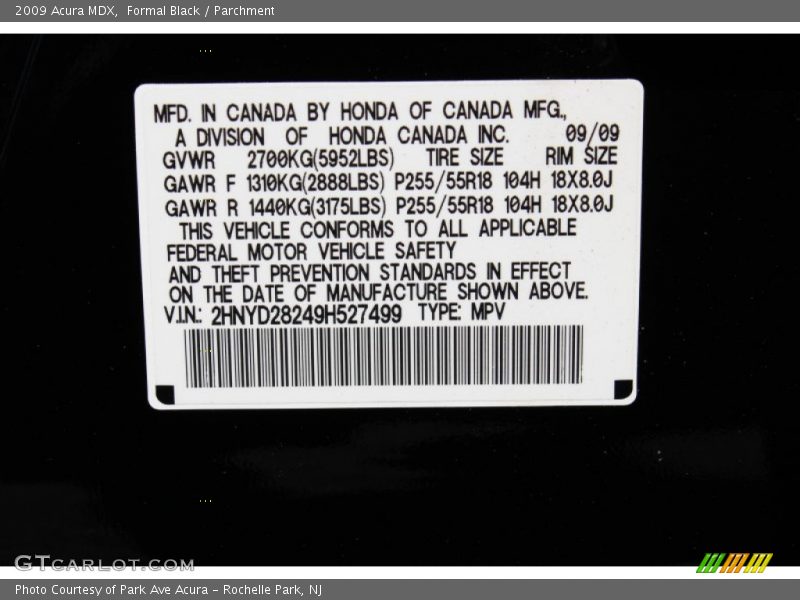 2009 Acura MDX,  Formal Black / Parchment
MFD. IN CANADA BY HONDA OF CANADA MFG.,
A DIVISION OF HONDA CANADA INC. 09/09
GVWR 2700KG(5952LBS) TIRE SIZE RIM SIZE
GAWR F 1310KG(2888LBS) P255/55R18 104H 18X8.0J
GAWR R 1440KG(3175LBS) P255/55R18 104H 18X8.0J
THIS VEHICLE CONFORMS TO ALL APPLICABLE
FEDERAL MOTOR VEHICLE SAFETY
AND THEFT PREVENTION STANDARDS IN EFFECT
ON THE DATE OF MANUFACTURE SHOWN ABOVE.
V.I.N.: 2HNYD28249H527499 TYPE: MPV
GTCARLOT.COM
Photo Courtesy of Park Ave Acura - Rochelle Park, NJ